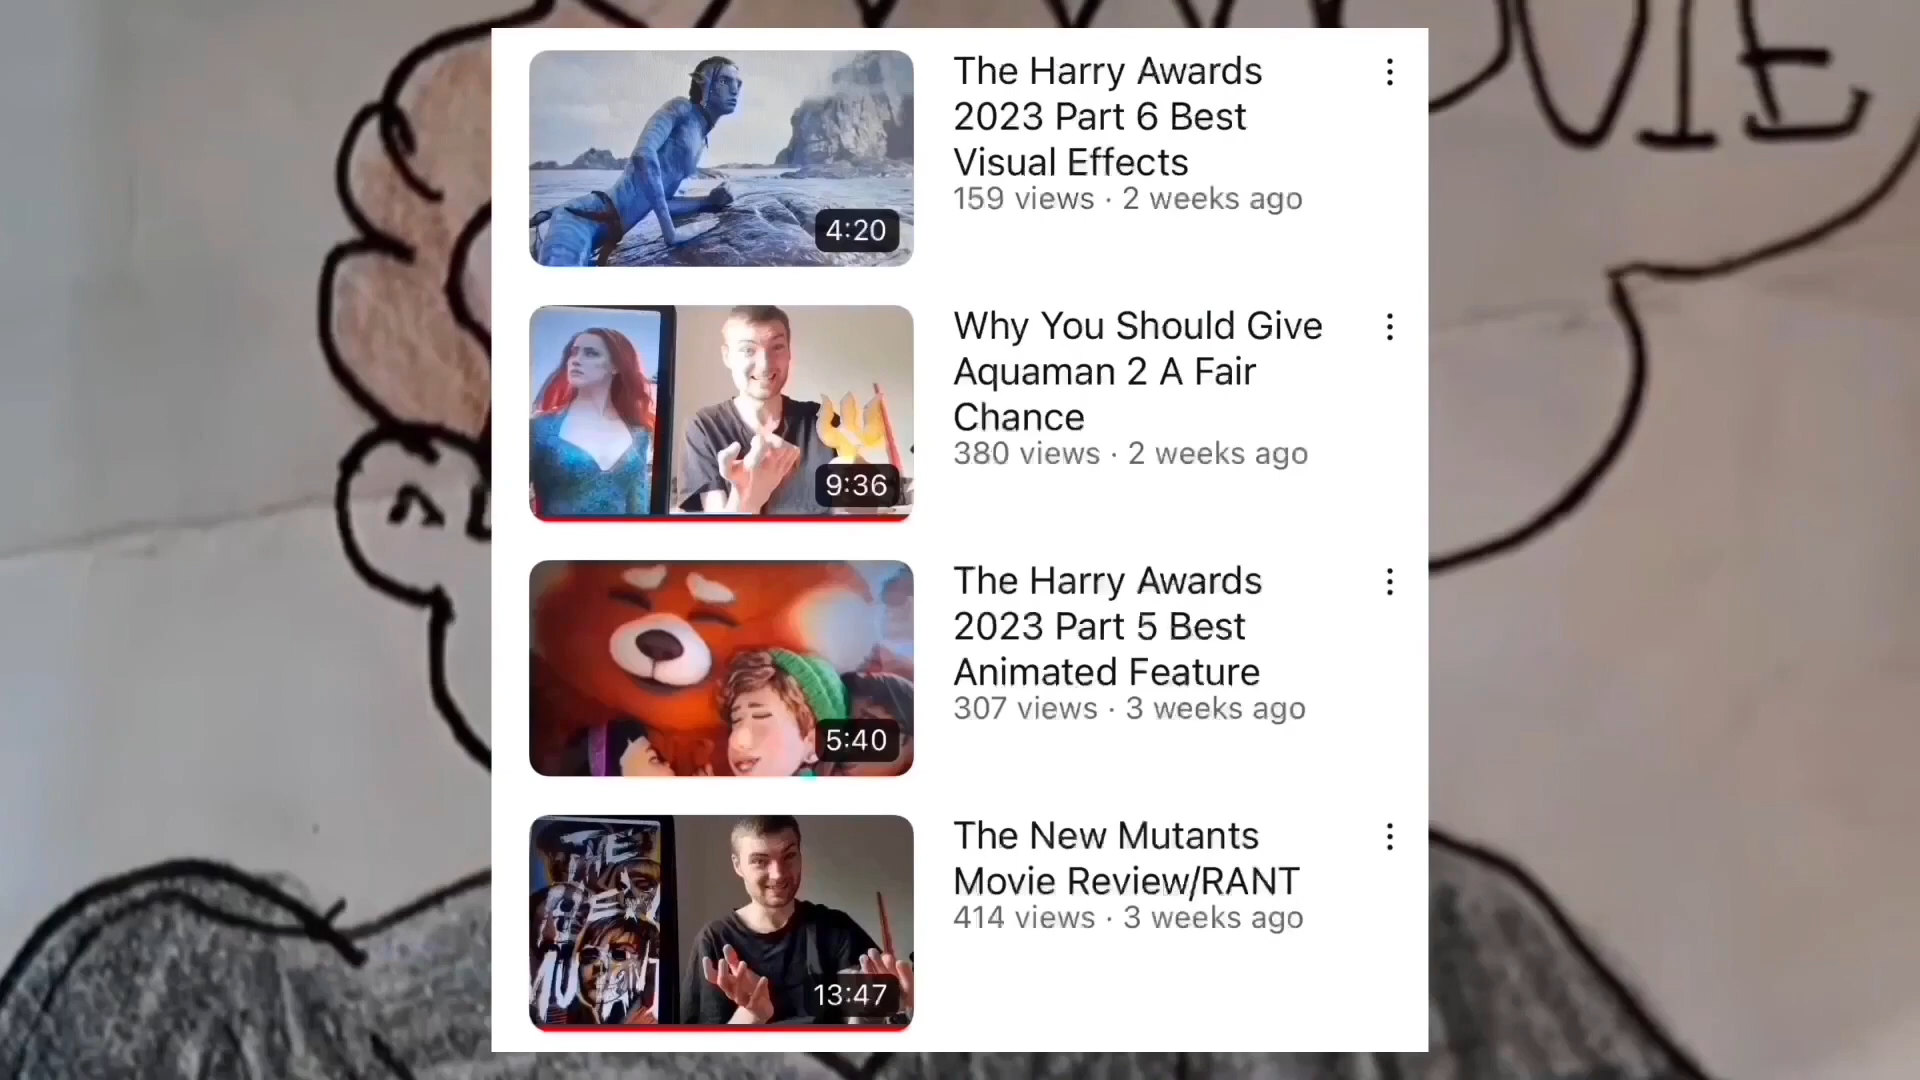 The Harry Awards
2023 Part 6 Best
Visual Effects
159 views · 2 weeks ago
4:20
Why You Should Give
Aquaman 2 A Fair
Chance
380 views · 2 weeks ago
9:36
The Harry Awards
2023 Part 5 Best
Animated Feature
307 views · 3 weeks ago
5:40
The New Mutants
Movie Review/RANT
414 views · 3 weeks ago
THE
NEW
MUTANT
13:47